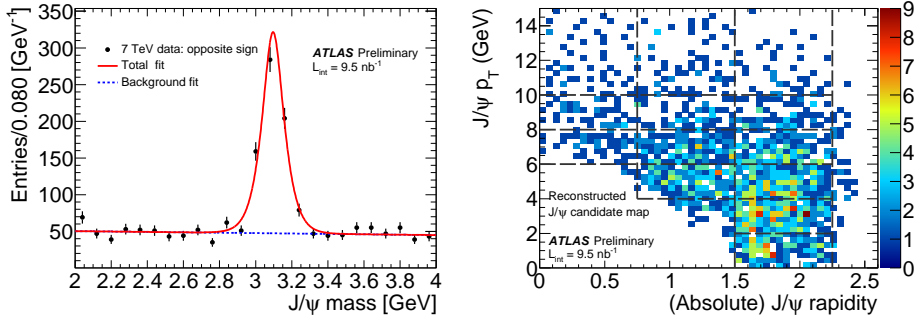 Entries/0.080 [GeV⁻¹]
350
300
250
200
150
100
50
0
7 TeV data: opposite sign
Total fit
Background fit
ATLAS Preliminary
L_int = 9.5 nb⁻¹
2 2.2 2.4 2.6 2.8 3 3.2 3.4 3.6 3.8 4
J/ψ mass [GeV]
J/ψ p_T (GeV)
14
12
10
8
6
4
2
0
Reconstructed
J/ψ candidate map
ATLAS Preliminary
L_int = 9.5 nb⁻¹
0 0.5 1 1.5 2 2.5
(Absolute) J/ψ rapidity
9
8
7
6
5
4
3
2
1
0